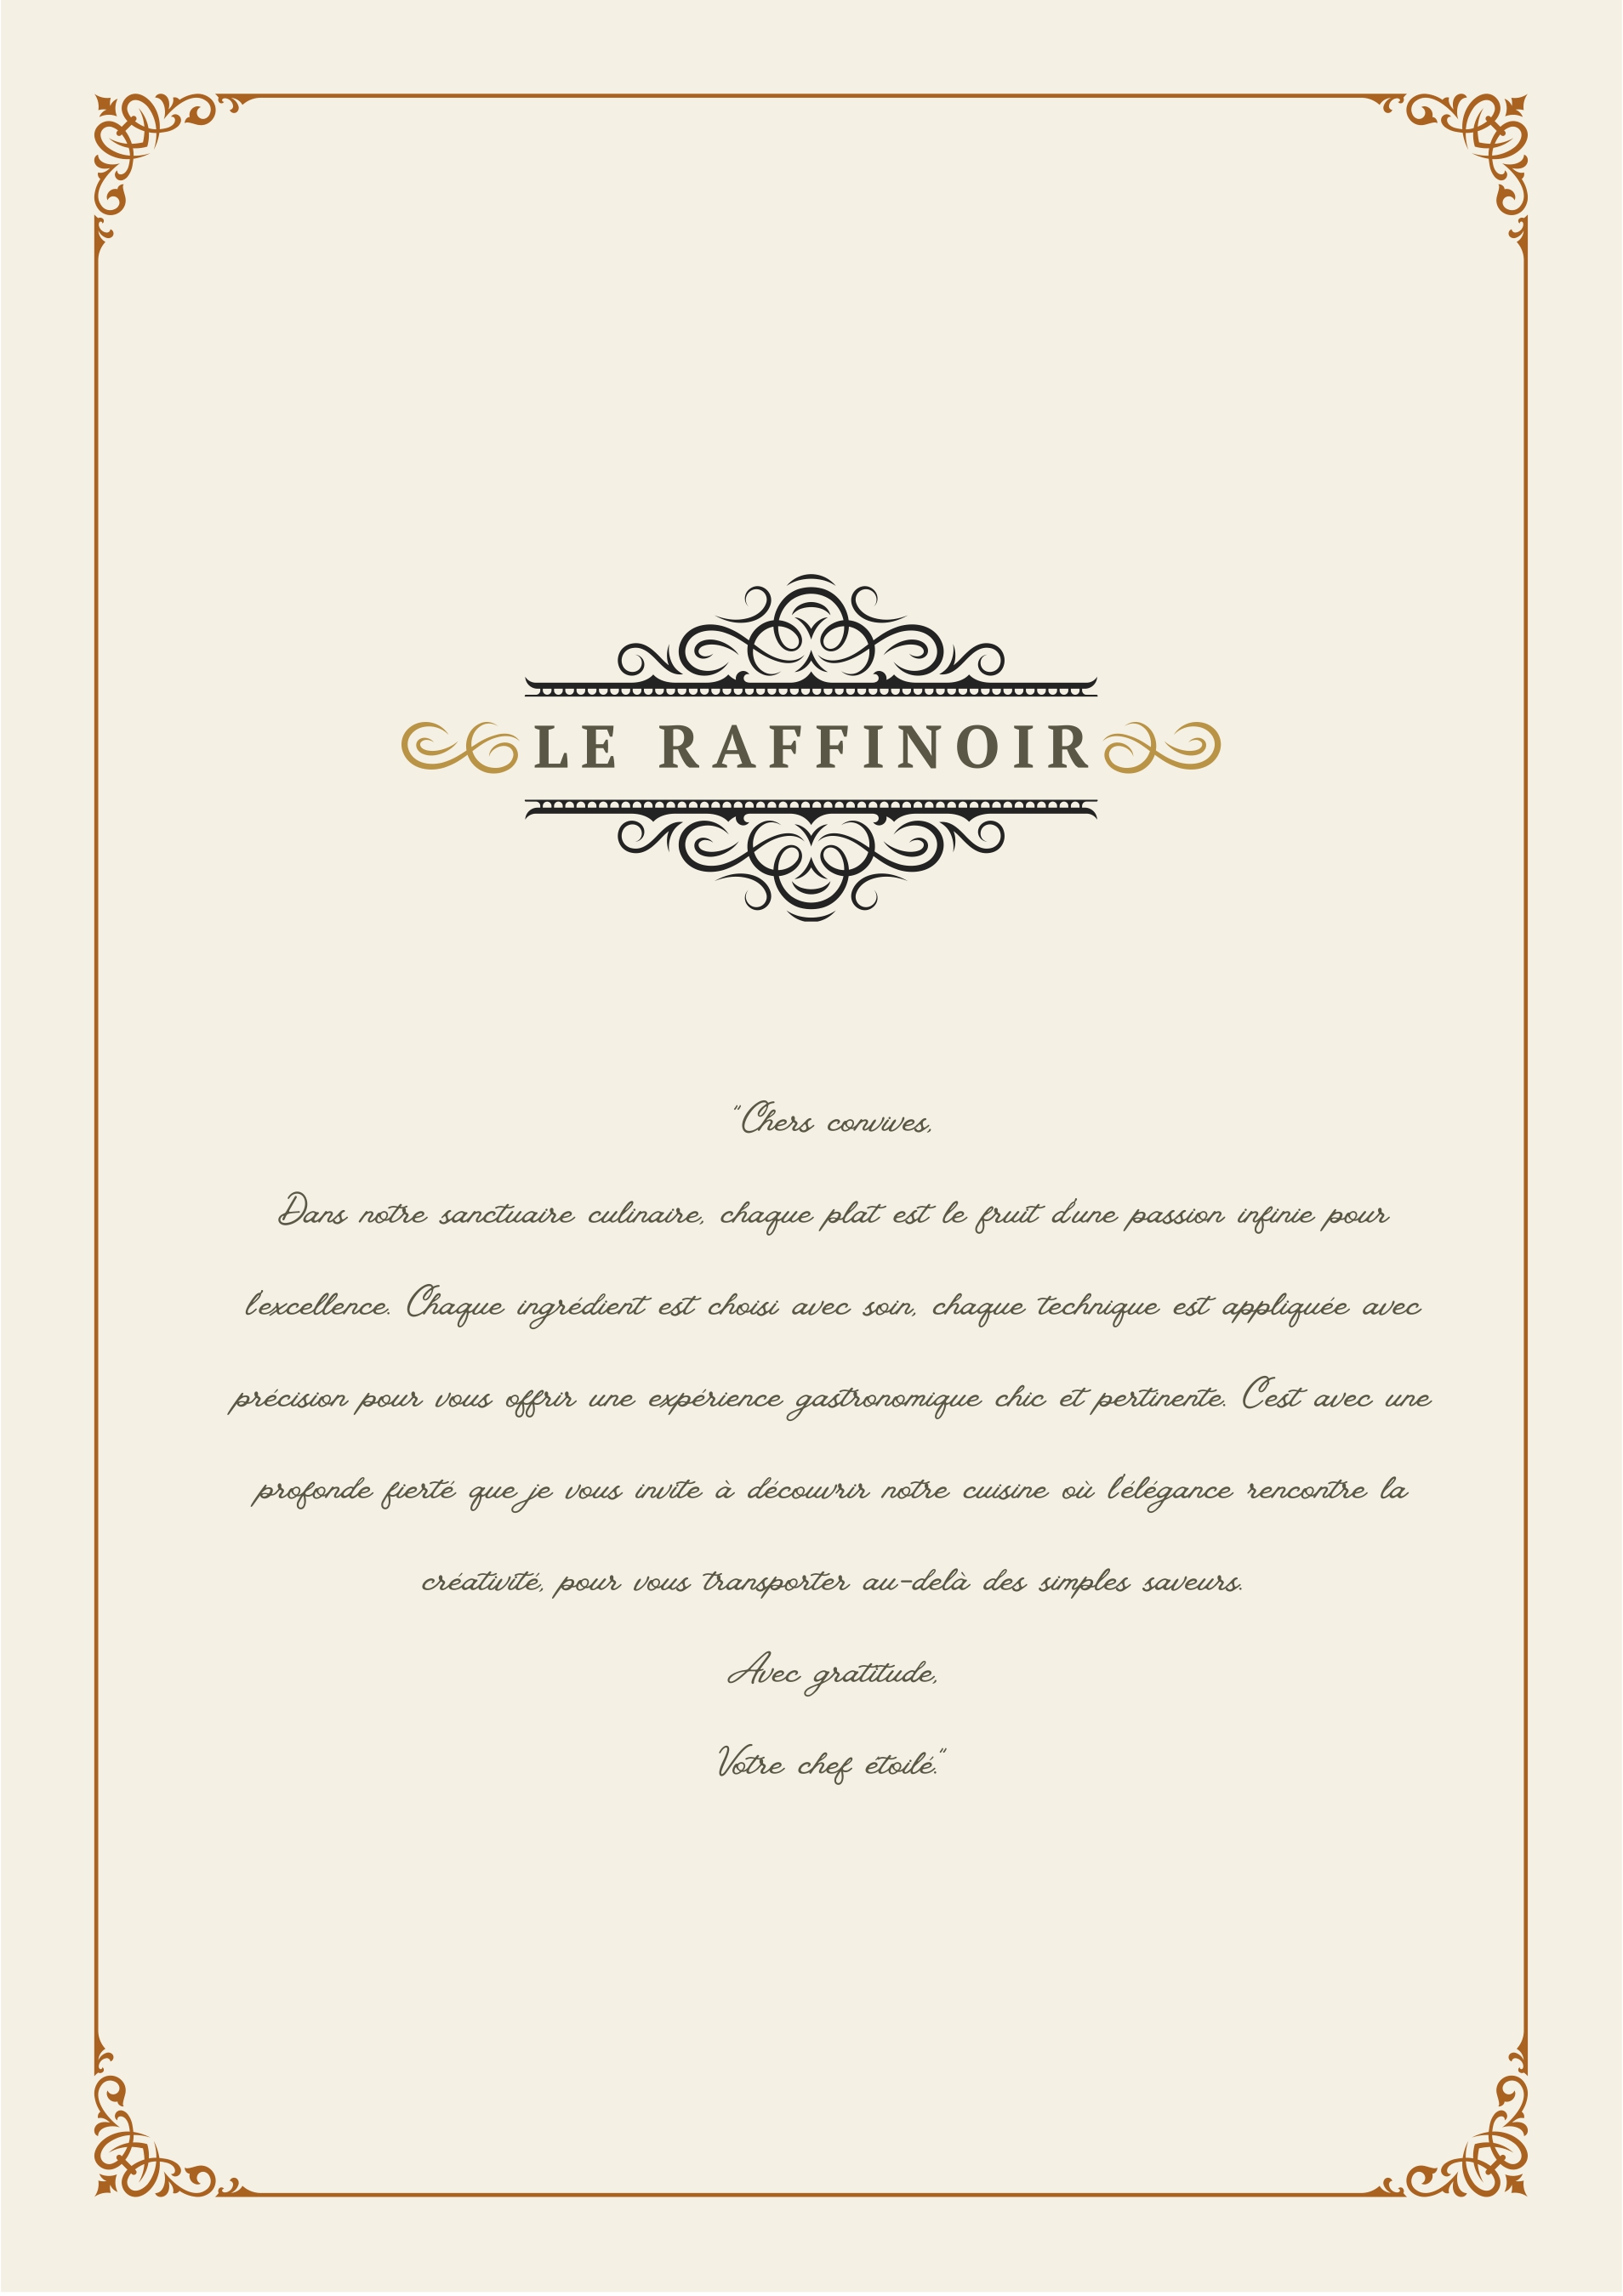 LE RAFFINOIR
"Chers convives,
Dans notre sanctuaire culinaire, chaque plat est le fruit d'une passion infinie pour
l'excellence. Chaque ingrédient est choisi avec soin, chaque technique est appliquée avec
précision pour vous offrir une expérience gastronomique chic et pertinente. C'est avec une
profonde fierté que je vous invite à découvrir notre cuisine où l'élégance rencontre la
créativité, pour vous transporter au-delà des simples saveurs.
Avec gratitude,
Votre chef étoilé."